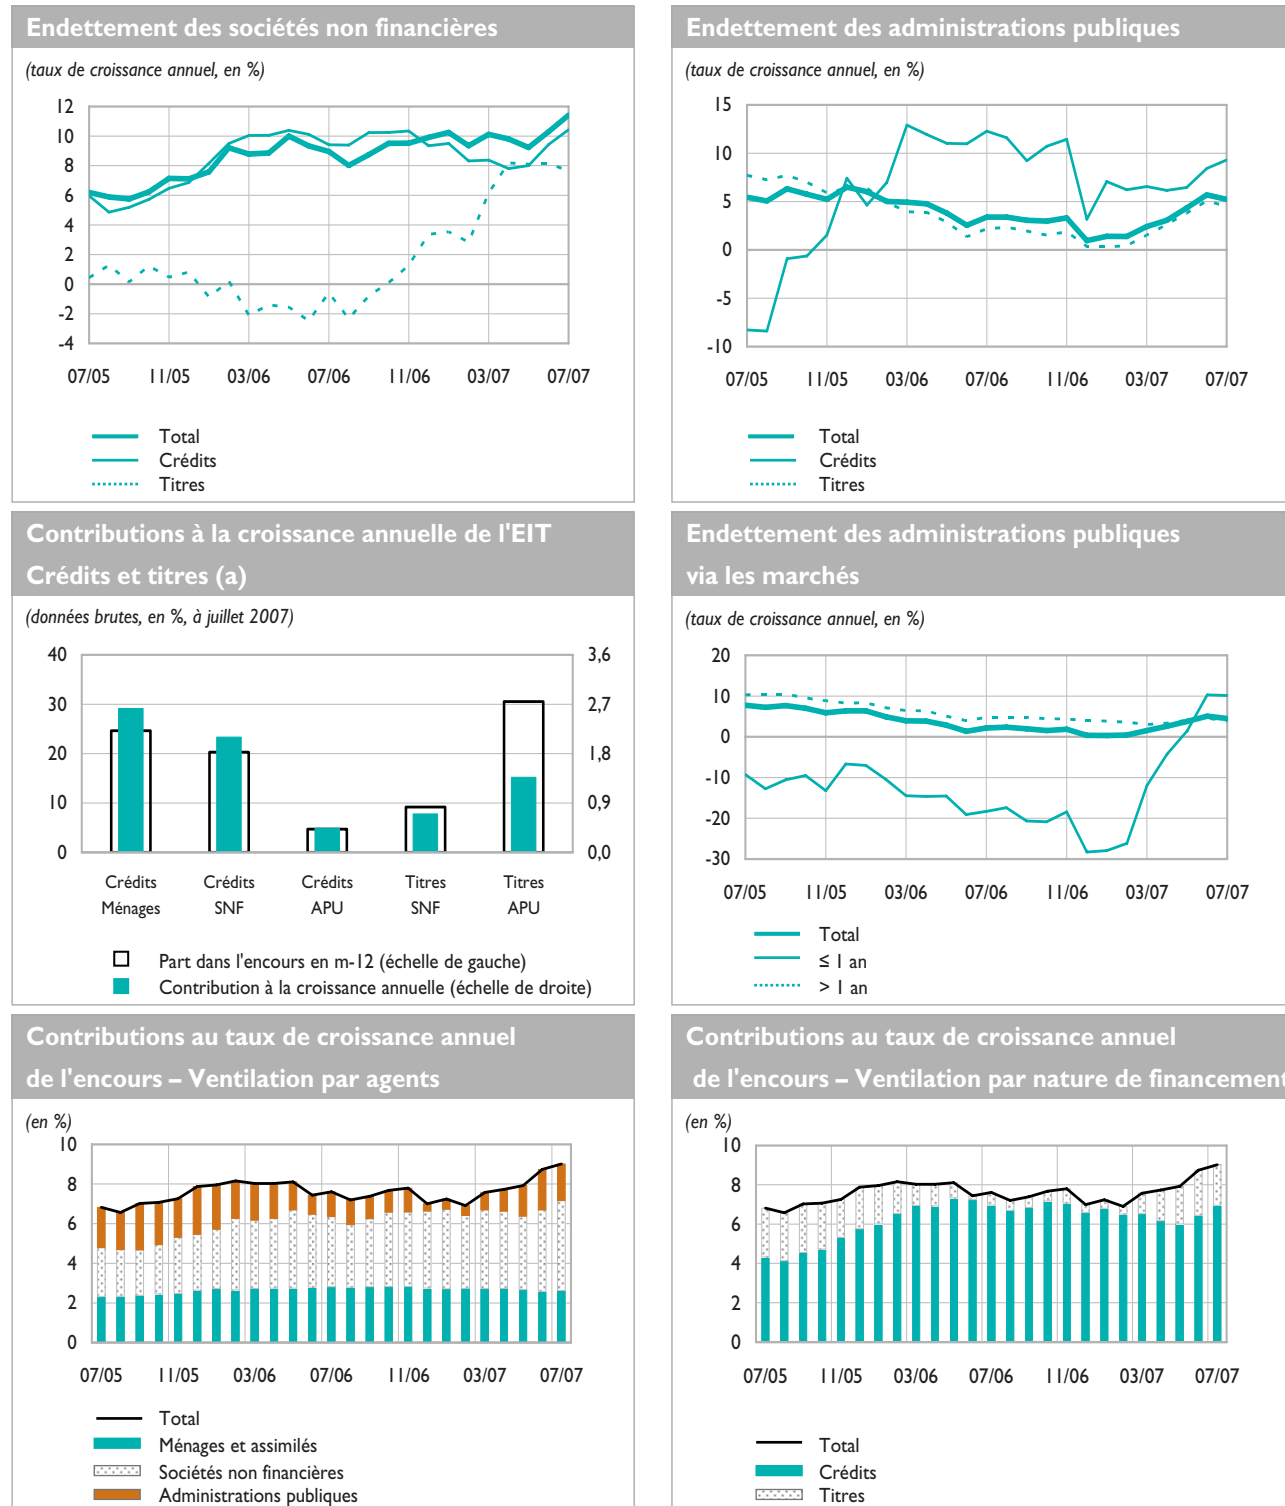 Endettement des sociétés non financières
(taux de croissance annuel, en %)
12
10
8
6
4
2
0
-2
-4
07/05 11/05 03/06 07/06 11/06 03/07 07/07
Total
Crédits
Titres
Endettement des administrations publiques
(taux de croissance annuel, en %)
15
10
5
0
-5
-10
07/05 11/05 03/06 07/06 11/06 03/07 07/07
Total
Crédits
Titres
Contributions à la croissance annuelle de l'EIT
Crédits et titres (a)
(données brutes, en %, à juillet 2007)
40 3,6
30 2,7
20 1,8
10 0,9
0 0,0
Crédits Crédits Crédits Titres Titres
Ménages SNF APU SNF APU
Part dans l'encours en m-12 (échelle de gauche)
Contribution à la croissance annuelle (échelle de droite)
Endettement des administrations publiques
via les marchés
(taux de croissance annuel, en %)
20
10
0
-10
-20
-30
07/05 11/05 03/06 07/06 11/06 03/07 07/07
Total
≤ 1 an
> 1 an
Contributions au taux de croissance annuel
de l'encours – Ventilation par agents
(en %)
10
8
6
4
2
0
07/05 11/05 03/06 07/06 11/06 03/07 07/07
Total
Ménages et assimilés
Sociétés non financières
Administrations publiques
Contributions au taux de croissance annuel
de l'encours – Ventilation par nature de financement
(en %)
10
8
6
4
2
0
07/05 11/05 03/06 07/06 11/06 03/07 07/07
Total
Crédits
Titres